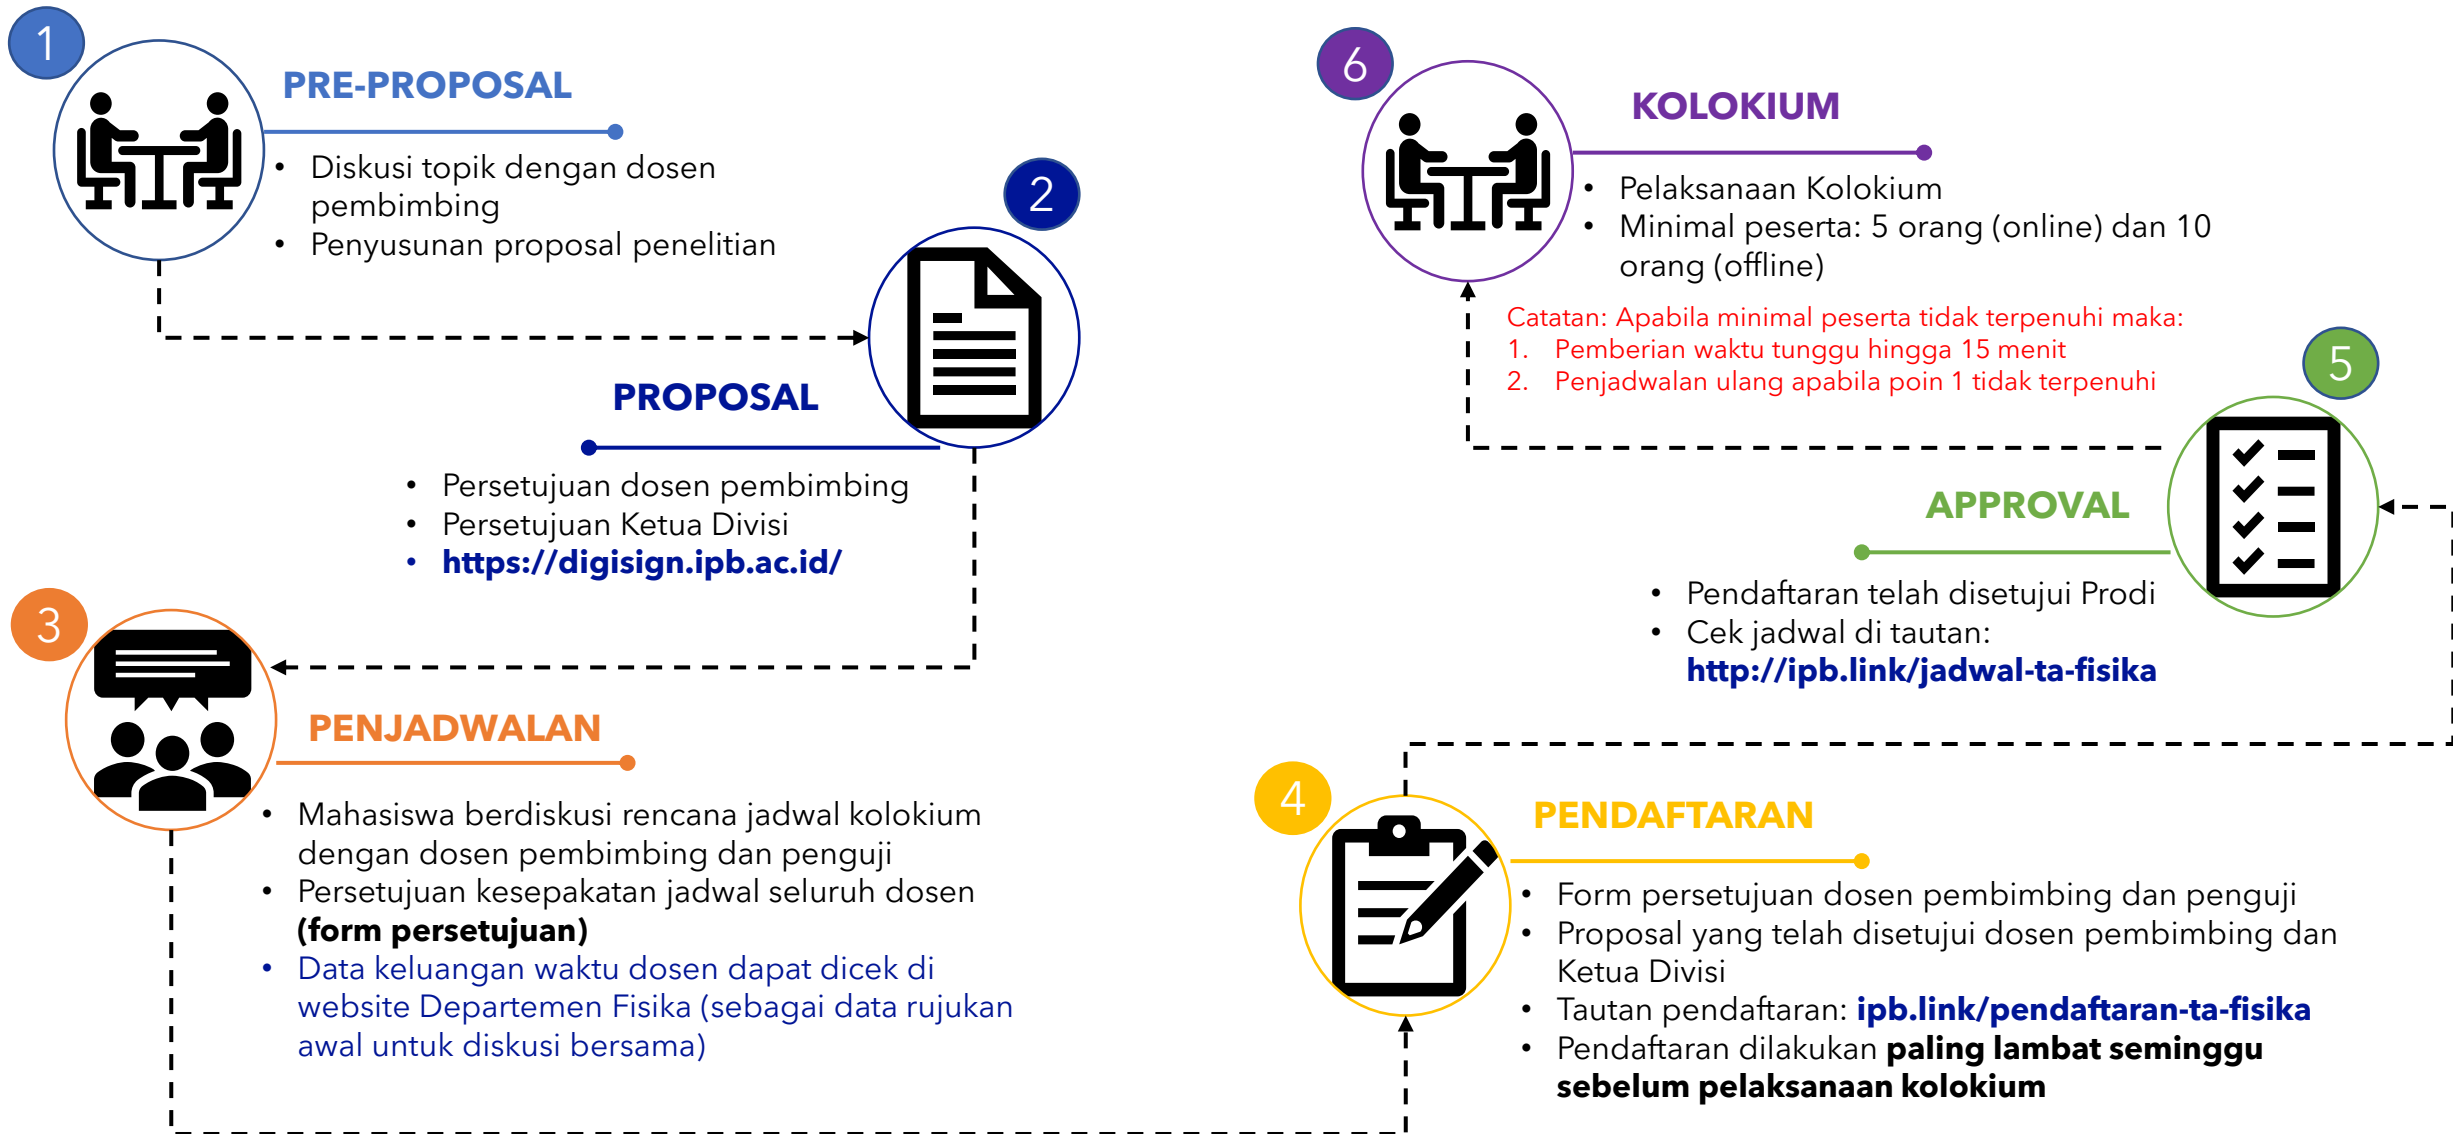 1
PRE-PROPOSAL
• Diskusi topik dengan dosen
pembimbing
• Penyusunan proposal penelitian
2
PROPOSAL
• Persetujuan dosen pembimbing
• Persetujuan Ketua Divisi
• https://digisign.ipb.ac.id/
3
PENJADWALAN
• Mahasiswa berdiskusi rencana jadwal kolokium
dengan dosen pembimbing dan penguji
• Persetujuan kesepakatan jadwal seluruh dosen
(form persetujuan)
• Data keluangan waktu dosen dapat dicek di
website Departemen Fisika (sebagai data rujukan
awal untuk diskusi bersama)
4
PENDAFTARAN
• Form persetujuan dosen pembimbing dan penguji
• Proposal yang telah disetujui dosen pembimbing dan
Ketua Divisi
• Tautan pendaftaran: ipb.link/pendaftaran-ta-fisika
• Pendaftaran dilakukan paling lambat seminggu
sebelum pelaksanaan kolokium
5
APPROVAL
• Pendaftaran telah disetujui Prodi
• Cek jadwal di tautan:
http://ipb.link/jadwal-ta-fisika
6
KOLOKIUM
• Pelaksanaan Kolokium
• Minimal peserta: 5 orang (online) dan 10
orang (offline)
Catatan: Apabila minimal peserta tidak terpenuhi maka:
1. Pemberian waktu tunggu hingga 15 menit
2. Penjadwalan ulang apabila poin 1 tidak terpenuhi